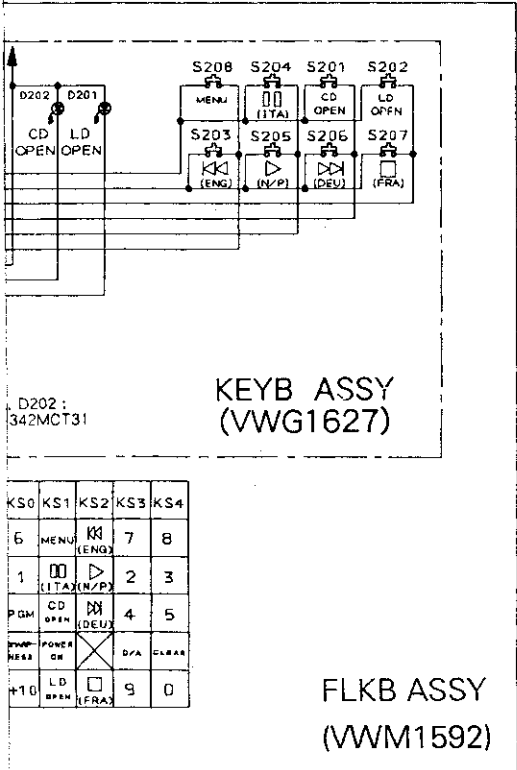 S208 S204 S201 S202
D202 D201
MENU (ITA) CD OPEN LD OPEN
CD OPEN LD OPEN
S203 S205 S206 S207
(ENG) (N/P) (DEU) (FRA)
D202 :
342MCT31
KEYB ASSY
(VWG1627)
KS0 KS1 KS2 KS3 KS4
6 MENU (ENG) 7 8
1 (ITA) (N/P) 2 3
PGM CD OPEN (DEU) 4 5
POWER ON D/A CLEAR
+10 LD OPEN (FRA) 9 0
FLKB ASSY
(VWM1592)